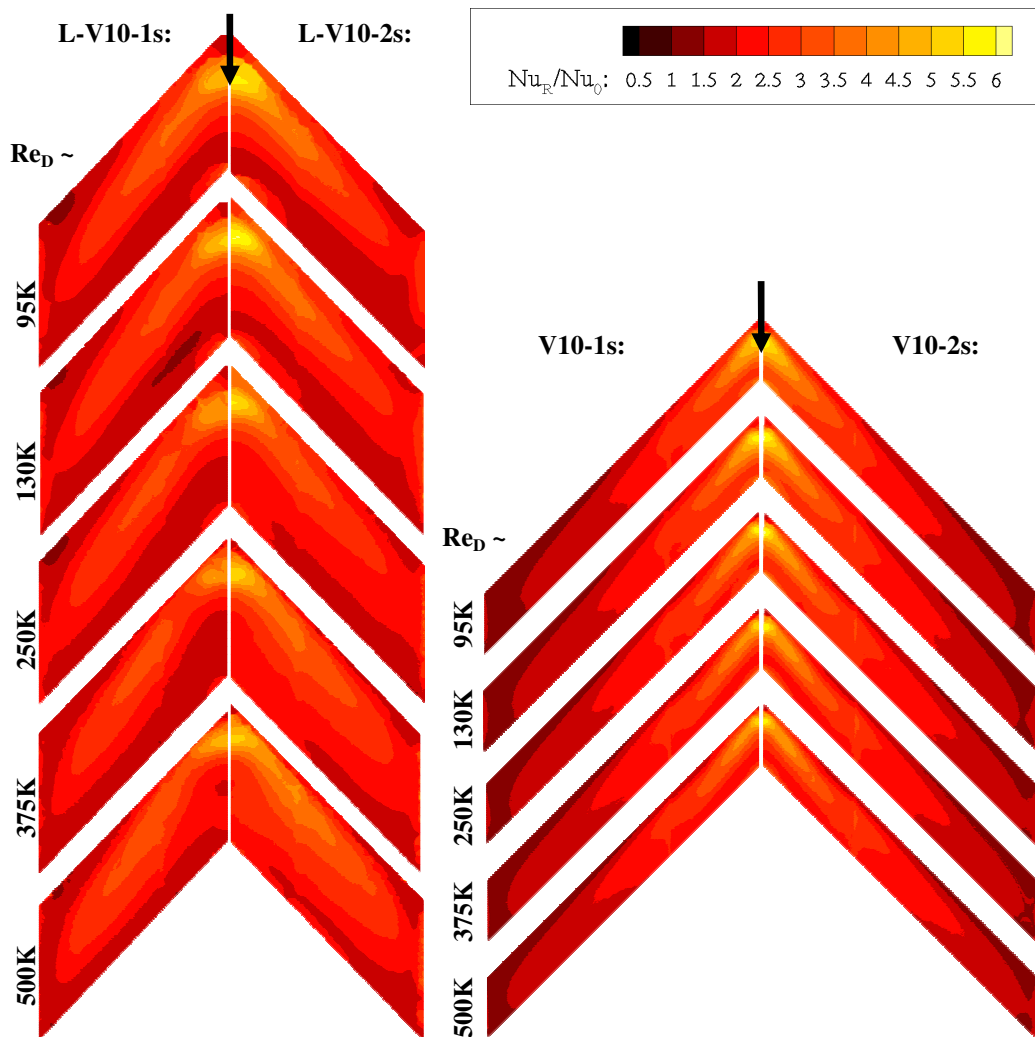 L-V10-1s: L-V10-2s:
Nu_R/Nu_0: 0.5 1 1.5 2 2.5 3 3.5 4 4.5 5 5.5 6
Re_D ~
95K
130K
250K
375K
500K
V10-1s: V10-2s:
Re_D ~
95K
130K
250K
375K
500K